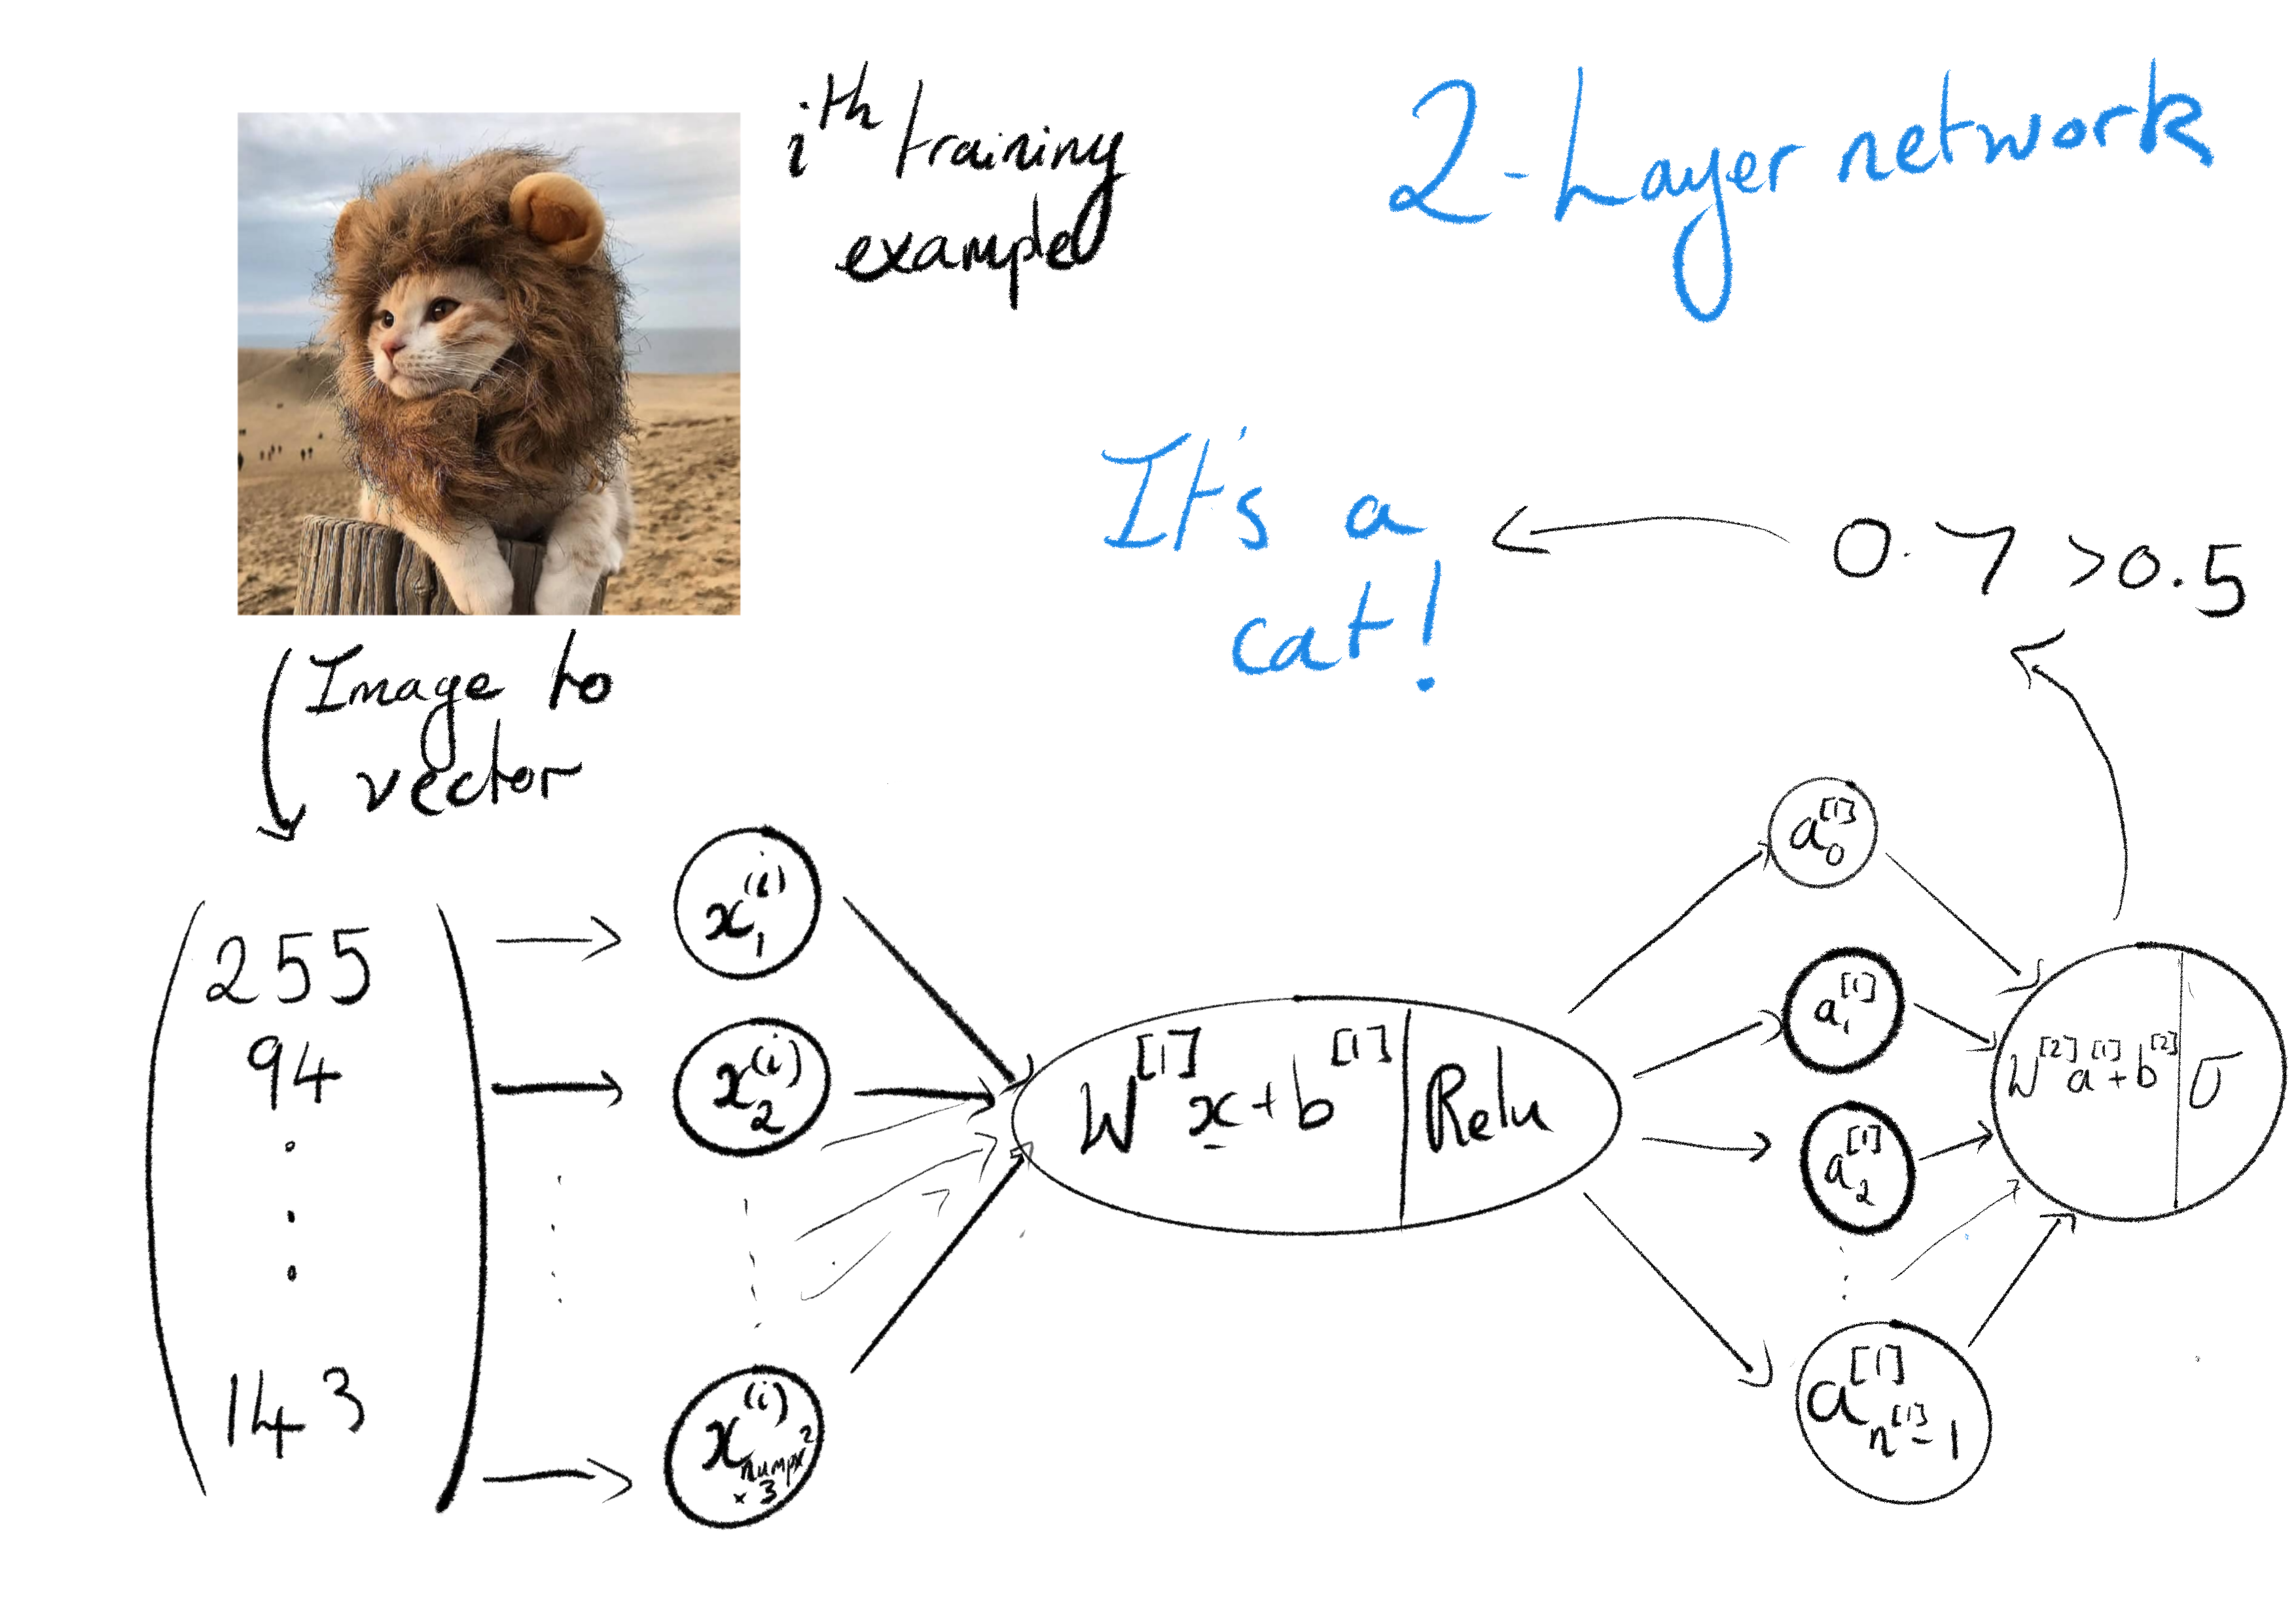 i^th training
example
2-Layer network
It's a
cat!
0.7 >0.5
Image to
vector
255
94
.
.
.
143
x_1^(i)
x_2^(i)
x_{numpx^2 × 3}^(i)
W^[1]x + b^[1] | Relu
a_0^[1]
a_1^[1]
a_2^[1]
a_{n^[1]-1}^[1]
W^[2]a^[1]+b^[2] | σ